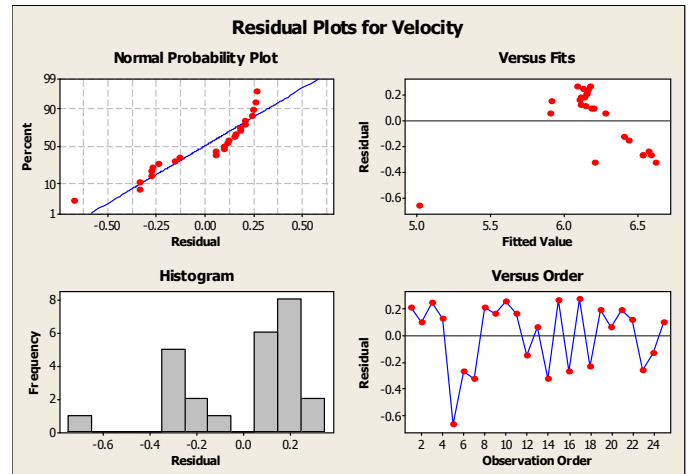 Residual Plots for Velocity
Normal Probability Plot
99
90
50
10
1
Percent
-0.50 -0.25 0.00 0.25 0.50
Residual
Versus Fits
0.2
0.0
-0.2
-0.4
-0.6
Residual
5.0 5.5 6.0 6.5
Fitted Value
Histogram
8
6
4
2
0
Frequency
-0.6 -0.4 -0.2 0.0 0.2
Residual
Versus Order
0.2
0.0
-0.2
-0.4
-0.6
Residual
2 4 6 8 10 12 14 16 18 20 22 24
Observation Order